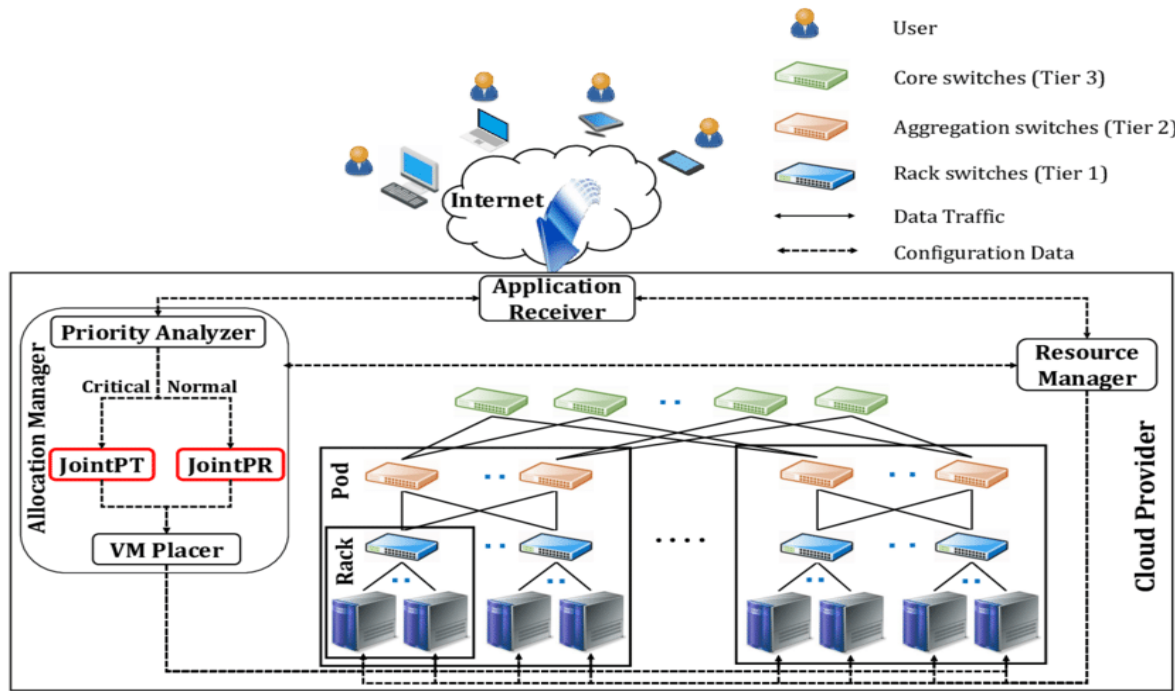 User
Core switches (Tier 3)
Aggregation switches (Tier 2)
Rack switches (Tier 1)
Data Traffic
Configuration Data
Internet
Application
Receiver
Priority Analyzer
Critical
Normal
JointPT
JointPR
VM Placer
Allocation Manager
Resource
Manager
Cloud Provider
Pod
Rack